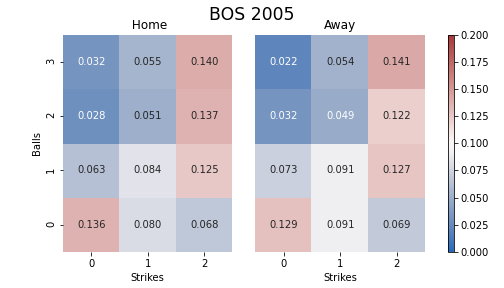 BOS 2005
Home Away
3 0.032 0.055 0.140 0.022 0.054 0.141
2 0.028 0.051 0.137 0.032 0.049 0.122
1 0.063 0.084 0.125 0.073 0.091 0.127
0 0.136 0.080 0.068 0.129 0.091 0.069
Balls
0 1 2 0 1 2
Strikes Strikes
0.200
0.175
0.150
0.125
0.100
0.075
0.050
0.025
0.000